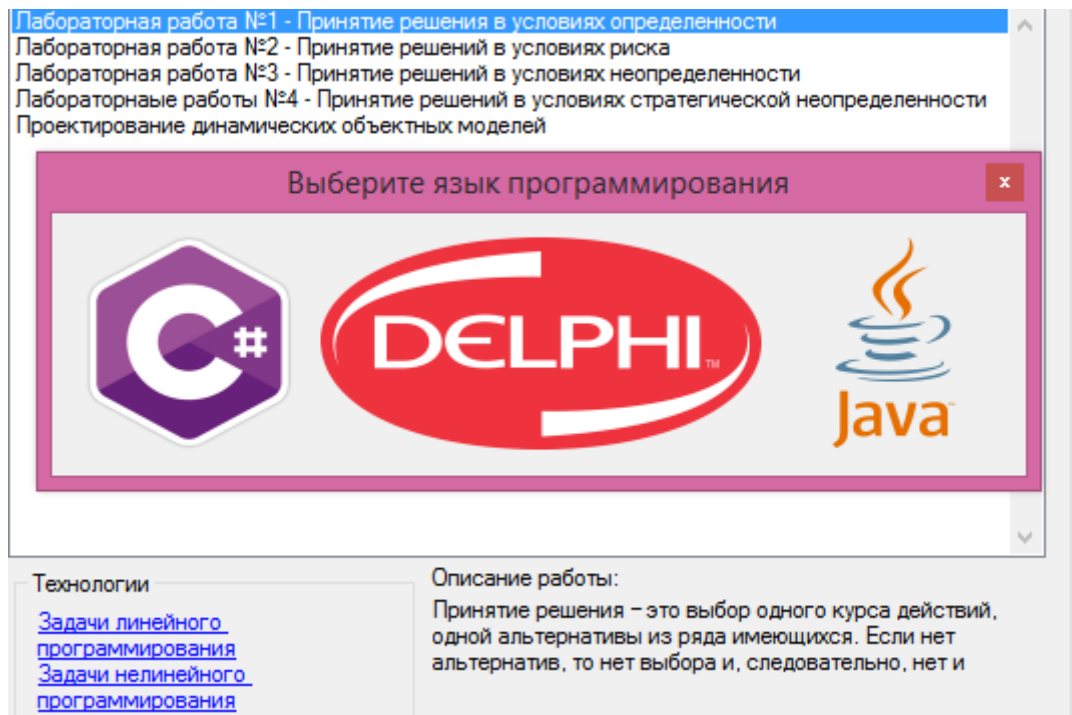 Лабораторная работа №1 - Принятие решения в условиях определенности
Лабораторная работа №2 - Принятие решений в условиях риска
Лабораторная работа №3 - Принятие решений в условиях неопределенности
Лабораторнаые работы №4 - Принятие решений в условиях стратегической неопределенности
Проектирование динамических объектных моделей
Выберите язык программирования
x
C#
DELPHI™
Java
Технологии
Задачи линейного
программирования
Задачи нелинейного
программирования
Описание работы:
Принятие решения – это выбор одного курса действий,
одной альтернативы из ряда имеющихся. Если нет
альтернатив, то нет выбора и, следовательно, нет и